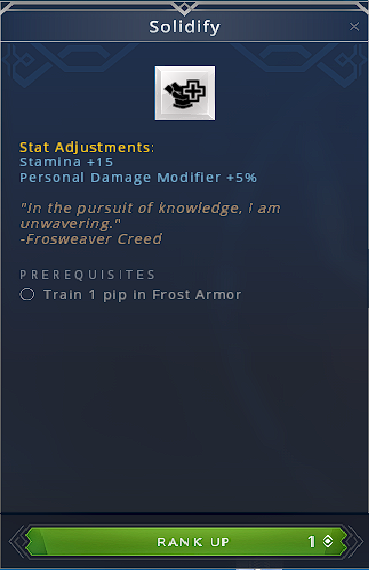 Solidify
Stat Adjustments:
Stamina +15
Personal Damage Modifier +5%
"In the pursuit of knowledge, I am
unwavering."
-Frosweaver Creed
PREREQUISITES
Train 1 pip in Frost Armor
RANK UP 1